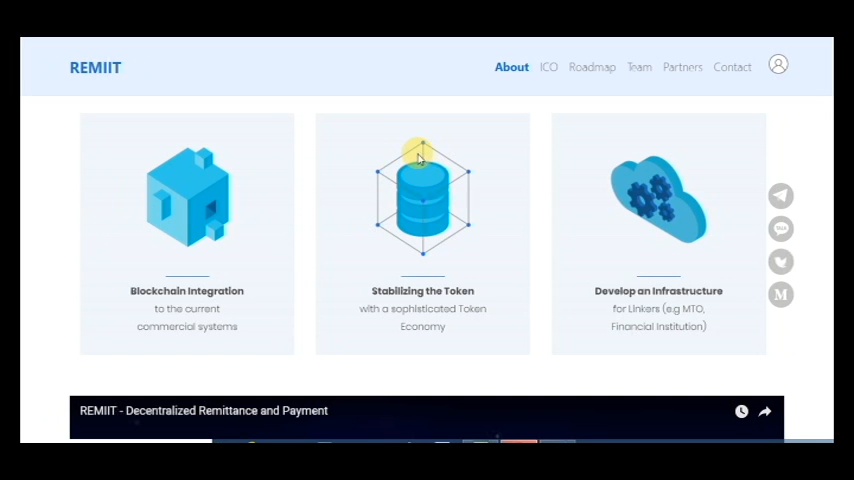 REMIIT
About ICO Roadmap Team Partners Contact
Blockchain Integration
to the current
commercial systems
Stabilizing the Token
with a sophisticated Token
Economy
Develop an Infrastructure
for Linkers (e.g MTO,
Financial Institution)
TALK
M
REMIIT - Decentralized Remittance and Payment